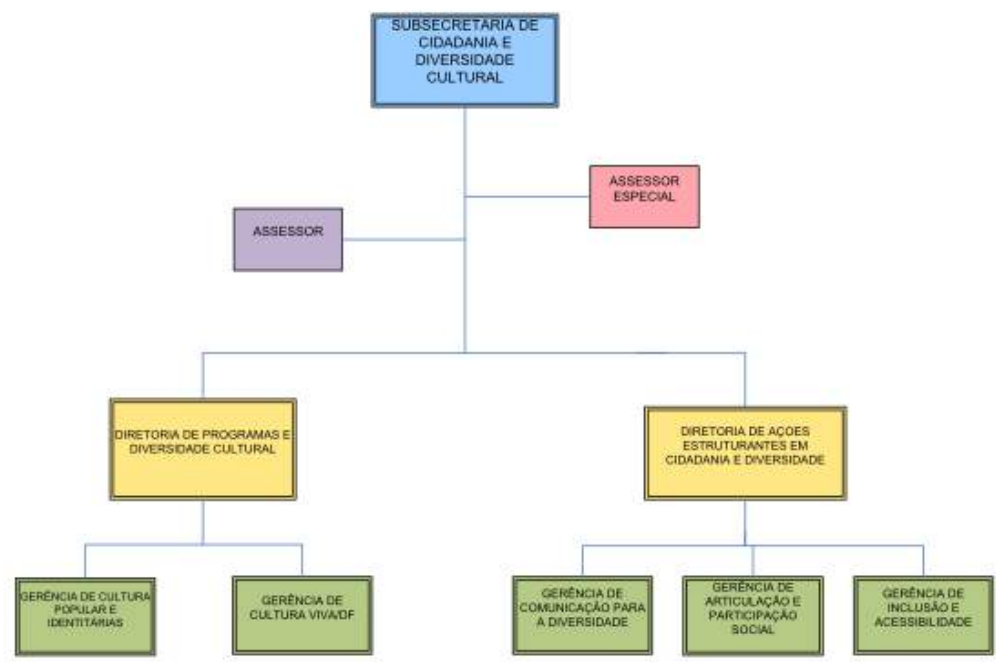 SUBSECRETARIA DE
CIDADANIA E
DIVERSIDADE
CULTURAL
ASSESSOR
ESPECIAL
ASSESSOR
DIRETORIA DE PROGRAMAS E
DIVERSIDADE CULTURAL
DIRETORIA DE AÇOES
ESTRUTURANTES EM
CIDADANIA E DIVERSIDADE
GERÊNCIA DE CULTURA
POPULAR E
IDENTITÁRIAS
GERÊNCIA DE
CULTURA VIVA/DF
GERÊNCIA DE
COMUNICAÇÃO PARA
A DIVERSIDADE
GERÊNCIA DE
ARTICULAÇÃO E
PARTICIPAÇÃO
SOCIAL
GERÊNCIA DE
INCLUSÃO E
ACESSIBILIDADE